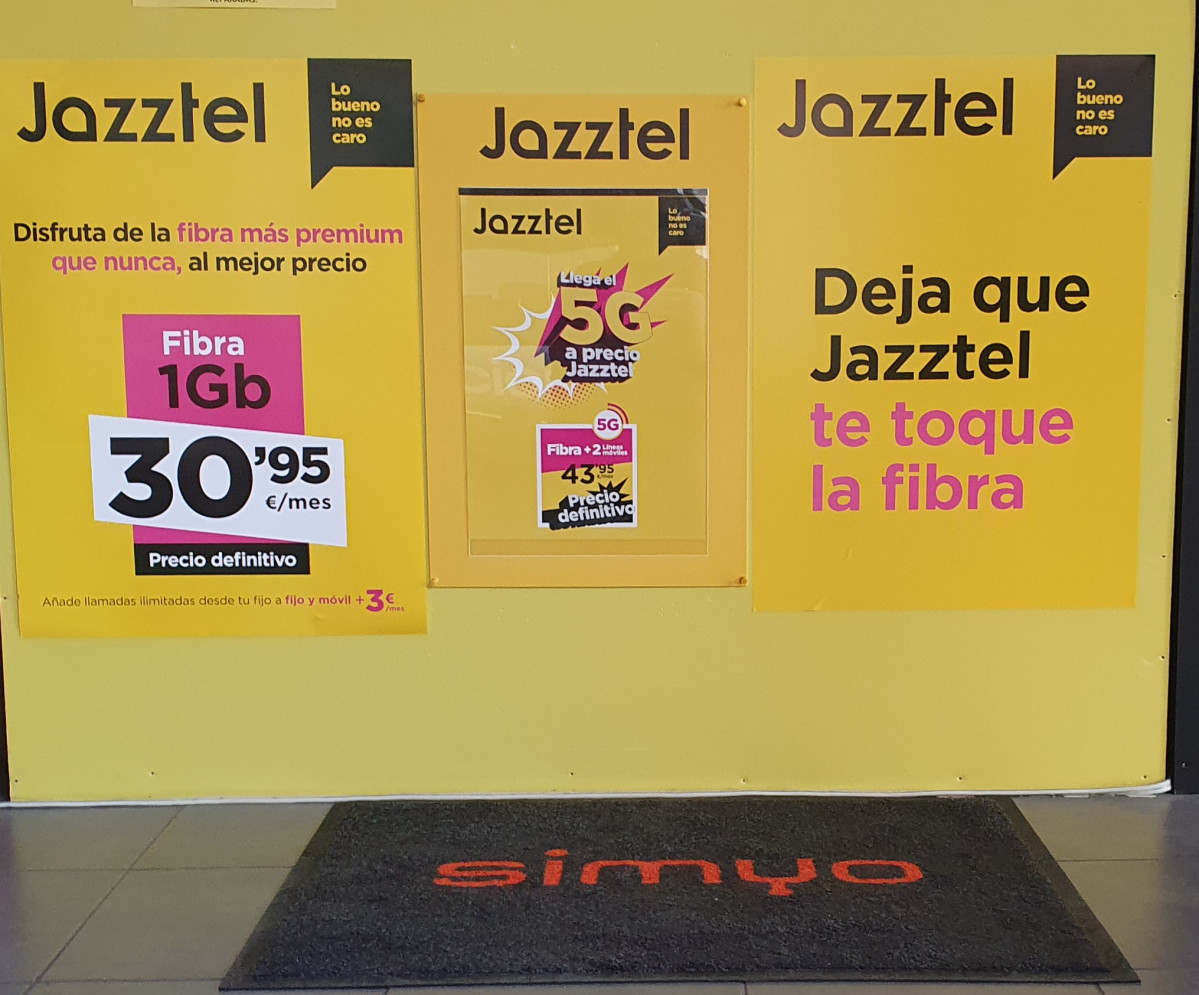 REPARADAS.
Jazztel
Lo
bueno
no es
caro
Disfruta de la fibra más premium
que nunca, al mejor precio
Fibra
1Gb
30'95
€/mes
Precio definitivo
Añade llamadas ilimitadas desde tu fijo a fijo y móvil +3€/mes
Jazztel
Jazztel
Lo
bueno
no es
caro
Llega el
5G
a precio
Jazztel
5G
Fibra + 2 Líneas móviles
43'95
€/mes
Precio
definitivo
Jazztel
Lo
bueno
no es
caro
Deja que
Jazztel
te toque
la fibra
simyo